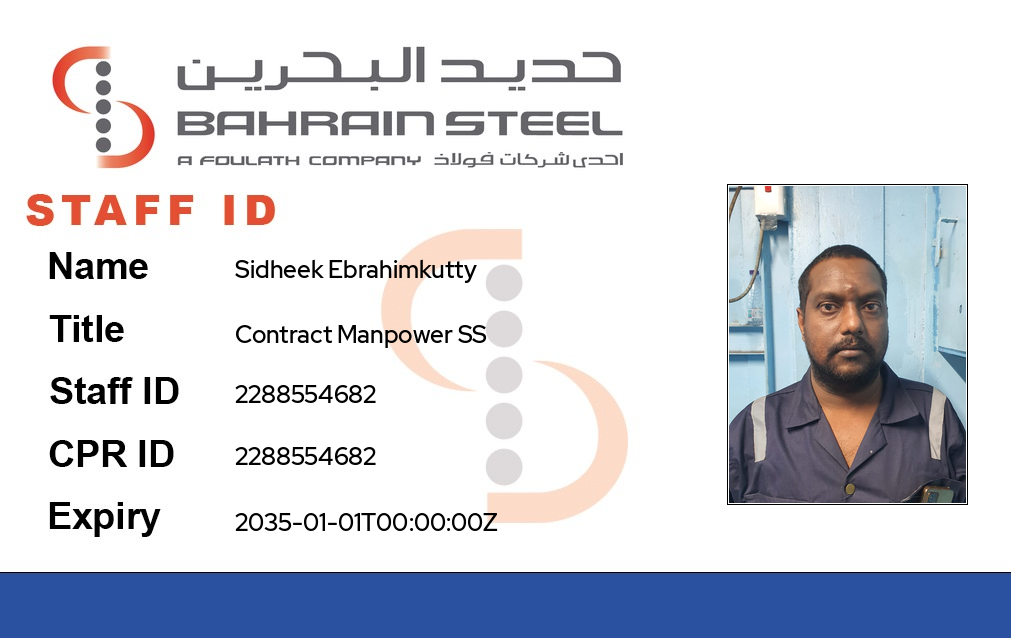 حديد البحرين
BAHRAIN STEEL
A FOULATH COMPANY احدى شركات فولاذ
STAFF ID
Name Sidheek Ebrahimkutty
Title Contract Manpower SS
Staff ID 2288554682
CPR ID 2288554682
Expiry 2035-01-01T00:00:00Z